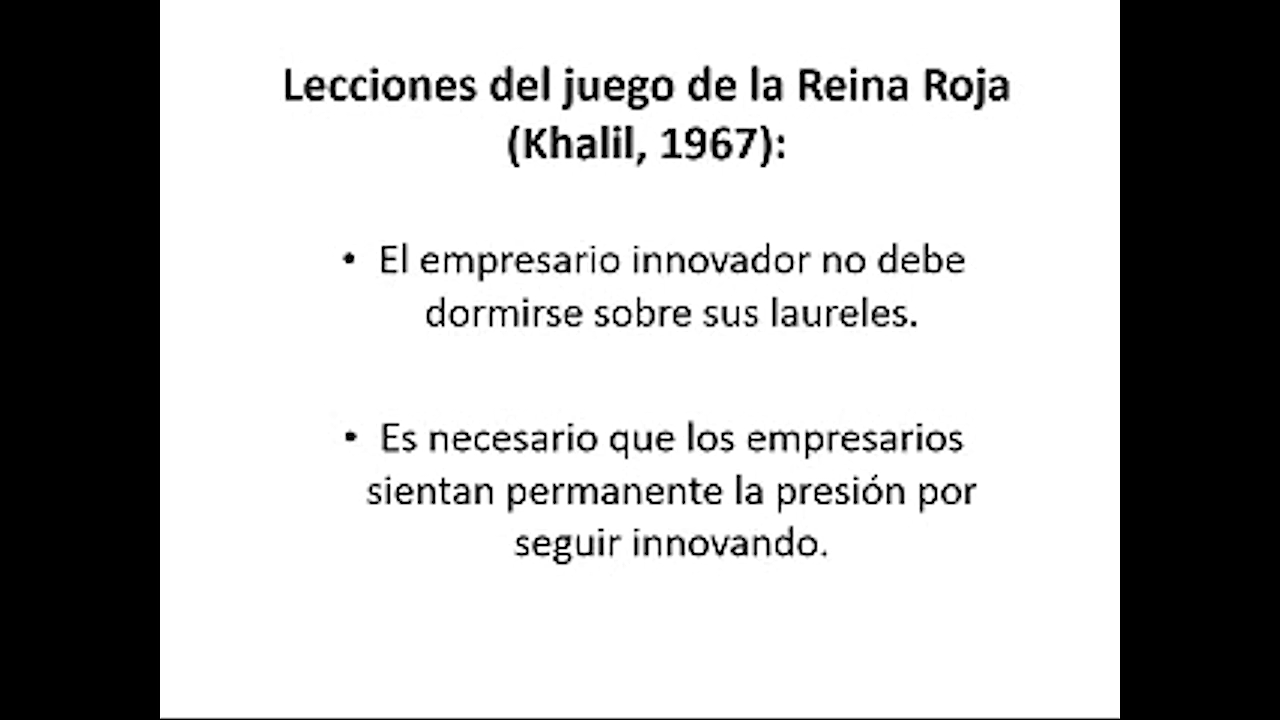 Lecciones del juego de la Reina Roja
(Khalil, 1967):
• El empresario innovador no debe
dormirse sobre sus laureles.
• Es necesario que los empresarios
sientan permanente la presión por
seguir innovando.